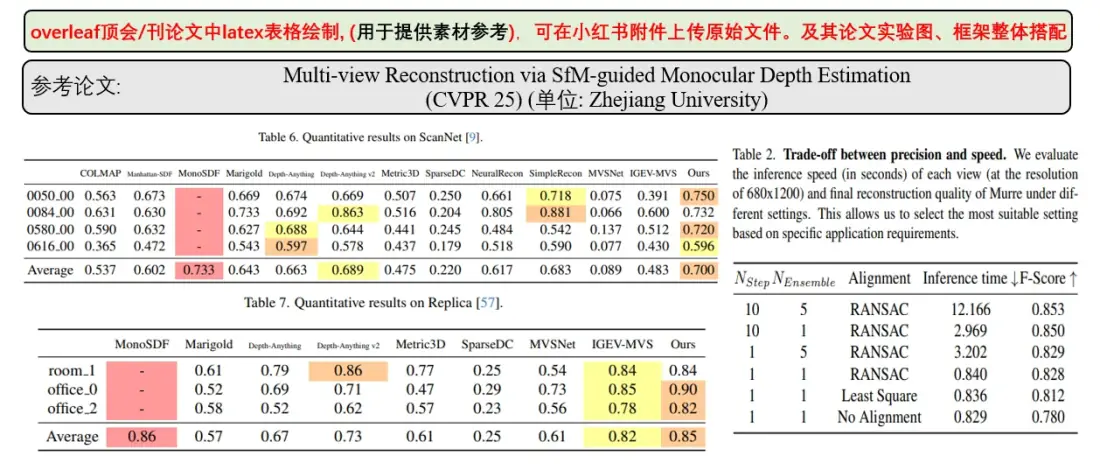 overleaf顶会/刊论文中latex表格绘制, (用于提供素材参考), 可在小红书附件上传原始文件。及其论文实验图、框架整体搭配
参考论文:
Multi-view Reconstruction via SfM-guided Monocular Depth Estimation
(CVPR 25) (单位: Zhejiang University)
Table 6. Quantitative results on ScanNet [9].
COLMAP Manhattan-SDF MonoSDF Marigold Depth-Anything Depth-Anything v2 Metric3D SparseDC NeuralRecon SimpleRecon MVSNet IGEV-MVS Ours
0050_00 0.563 0.673 - 0.669 0.674 0.669 0.507 0.250 0.661 0.718 0.075 0.391 0.750
0084_00 0.631 0.630 - 0.733 0.692 0.863 0.516 0.204 0.805 0.881 0.066 0.600 0.732
0580_00 0.590 0.632 - 0.627 0.688 0.644 0.441 0.245 0.484 0.542 0.137 0.512 0.720
0616_00 0.365 0.472 - 0.543 0.597 0.578 0.437 0.179 0.518 0.590 0.077 0.430 0.596
Average 0.537 0.602 0.733 0.643 0.663 0.689 0.475 0.220 0.617 0.683 0.089 0.483 0.700
Table 7. Quantitative results on Replica [57].
MonoSDF Marigold Depth-Anything Depth-Anything v2 Metric3D SparseDC MVSNet IGEV-MVS Ours
room_1 - 0.61 0.79 0.86 0.77 0.25 0.54 0.84 0.84
office_0 - 0.52 0.69 0.71 0.47 0.29 0.73 0.85 0.90
office_2 - 0.58 0.52 0.62 0.57 0.23 0.56 0.78 0.82
Average 0.86 0.57 0.67 0.73 0.61 0.25 0.61 0.82 0.85
Table 2. Trade-off between precision and speed. We evaluate
the inference speed (in seconds) of each view (at the resolution
of 680x1200) and final reconstruction quality of Murre under dif-
ferent settings. This allows us to select the most suitable setting
based on specific application requirements.
N_Step N_Ensemble Alignment Inference time ↓ F-Score ↑
10 5 RANSAC 12.166 0.853
10 1 RANSAC 2.969 0.850
1 5 RANSAC 3.202 0.829
1 1 RANSAC 0.840 0.828
1 1 Least Square 0.836 0.812
1 1 No Alignment 0.829 0.780